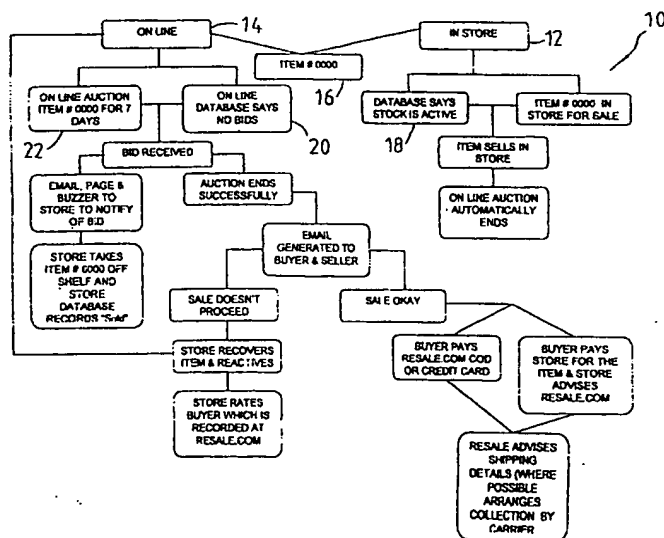 ON LINE
14
IN STORE
12
10
ITEM # 0000
16
ON LINE AUCTION
ITEM # 0000 FOR 7
DAYS
22
ON LINE
DATABASE SAYS
NO BIDS
20
DATABASE SAYS
STOCK IS ACTIVE
18
ITEM # 0000 IN
STORE FOR SALE
BID RECEIVED
ITEM SELLS IN
STORE
EMAIL, PAGE &
BUZZER TO
STORE TO NOTIFY
OF BID
AUCTION ENDS
SUCCESSFULLY
ON LINE AUCTION
AUTOMATICALLY
ENDS
EMAIL
GENERATED TO
BUYER & SELLER
STORE TAKES
ITEM # 0000 OFF
SHELF AND
STORE
DATABASE
RECORDS "Sold"
SALE DOESN'T
PROCEED
SALE OKAY
STORE RECOVERS
ITEM & REACTIVES
BUYER PAYS
RESALE.COM COD
OR CREDIT CARD
BUYER PAYS
STORE FOR THE
ITEM & STORE
ADVISES
RESALE.COM
STORE RATES
BUYER WHICH IS
RECORDED AT
RESALE.COM
RESALE ADVISES
SHIPPING
DETAILS (WHERE
POSSIBLE
ARRANGES
COLLECTION BY
CARRIER